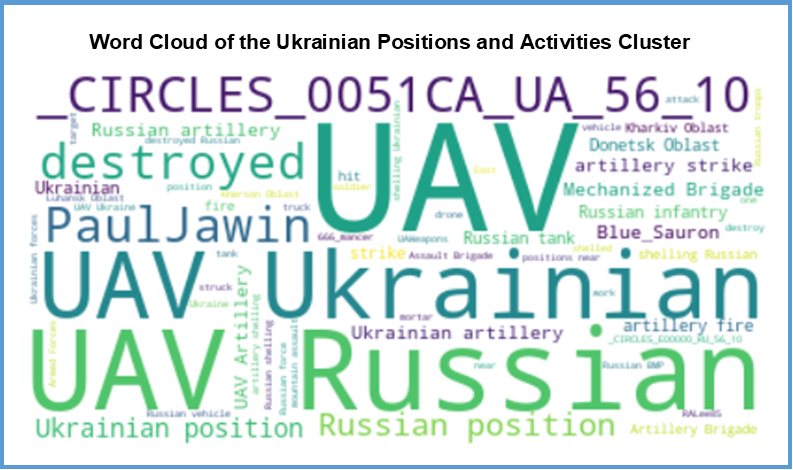 Word Cloud of the Ukrainian Positions and Activities Cluster
_CIRCLES_0051CA_UA_56_10
attack
target
Russian artillery
destroyed Russian
shelling Ukrainian
UAV
vehicle
Kharkiv Oblast
Russian troops
Donetsk Oblast
destroyed
hit
artillery strike
Ukrainian
position
soldier
East
Mechanized Brigade
Luhansk Oblast
Kherson Oblast
one
UAV Ukraine
fire
truck
drone
Russian infantry
PaulJawin
666_mancer
UAWeapons
Russian tank
Blue_Sauron
destroy
Ukrainian forces
tank
strike
Assault Brigade
positions near
shelled
shelling Russian
UAV Ukrainian
struck
work
UAV Artillery
artillery shelling
Ukraine
mortar
Russian shelling
Russian force
mountain assault
Ukrainian artillery
artillery fire
_CIRCLES_E00000_RU_56_10
Armed Forces
UAV Russian
near
Russian BMP
Russian vehicle
RALee85
Ukrainian position
Russian position
Artillery Brigade